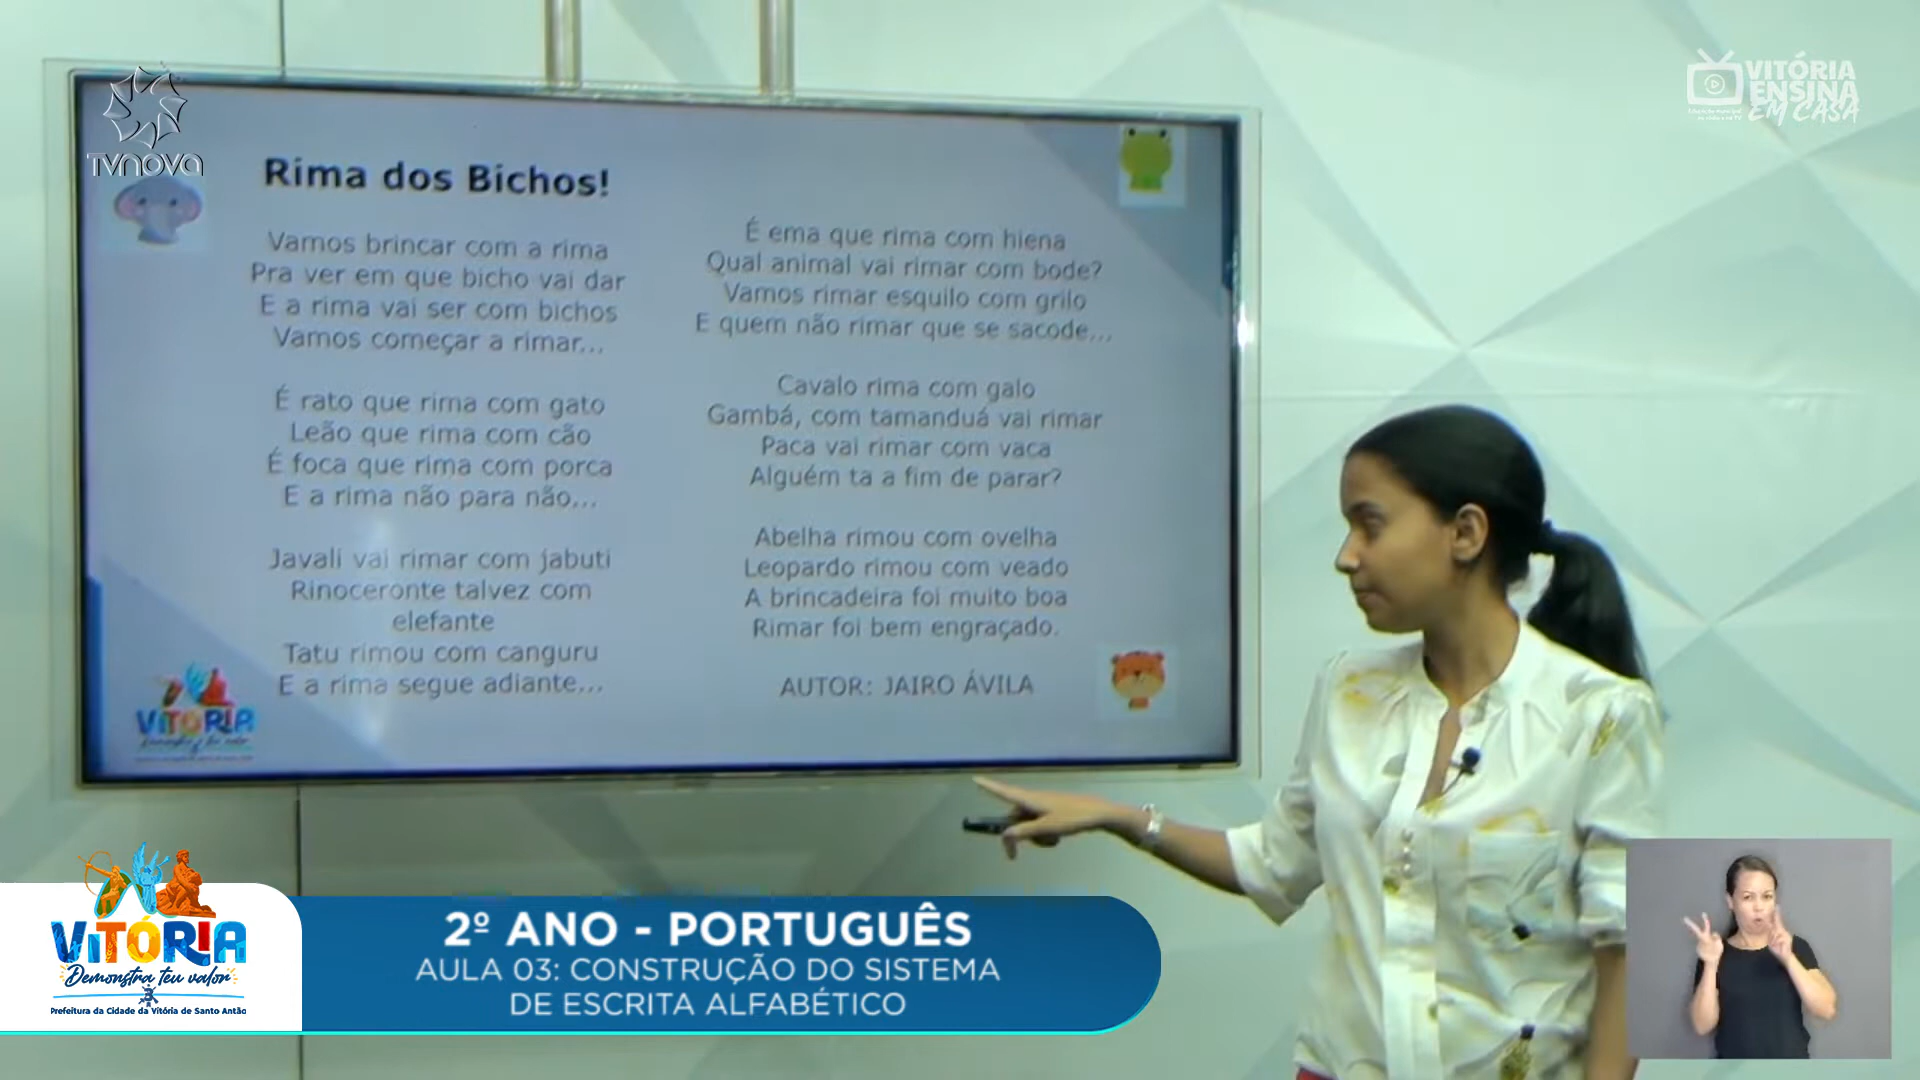 TVNOVA
VITÓRIA
ENSINA
EM CASA
Rima dos Bichos!
Vamos brincar com a rima
Pra ver em que bicho vai dar
E a rima vai ser com bichos
Vamos começar a rimar...
É rato que rima com gato
Leão que rima com cão
É foca que rima com porca
E a rima não para não...
Javali vai rimar com jabuti
Rinoceronte talvez com
elefante
Tatu rimou com canguru
E a rima segue adiante...
É ema que rima com hiena
Qual animal vai rimar com bode?
Vamos rimar esquilo com grilo
E quem não rimar que se sacode...
Cavalo rima com galo
Gambá, com tamanduá vai rimar
Paca vai rimar com vaca
Alguém ta a fim de parar?
Abelha rimou com ovelha
Leopardo rimou com veado
A brincadeira foi muito boa
Rimar foi bem engraçado.
AUTOR: JAIRO ÁVILA
VITÓRIA
Demonstra teu valor
VITÓRIA
Demonstra teu valor
Prefeitura da Cidade da Vitória de Santo Antão
2º ANO - PORTUGUÊS
AULA 03: CONSTRUÇÃO DO SISTEMA
DE ESCRITA ALFABÉTICO